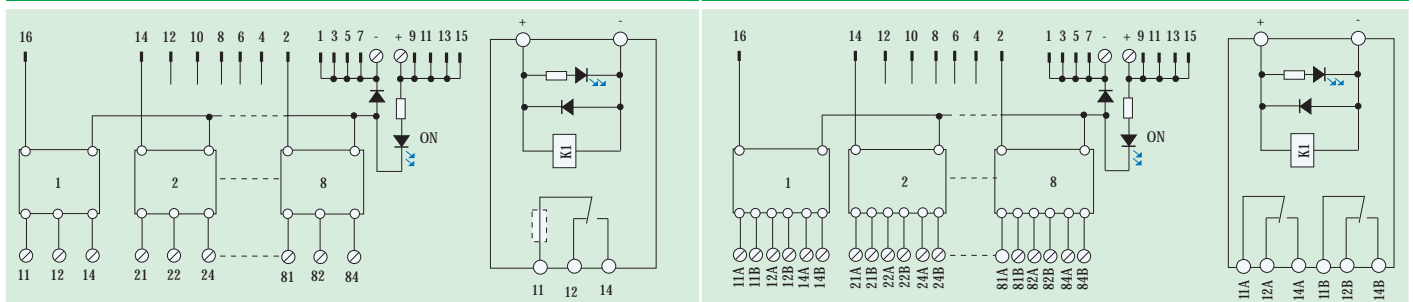 16 14 12 10 8 6 4 2 1 3 5 7 - + 9 11 13 15
ON
1 2 8
11 12 14 21 22 24 81 82 84
+ -
K1
11 12 14
16 14 12 10 8 6 4 2 1 3 5 7 - + 9 11 13 15
ON
1 2 8
11A 11B 12A 12B 14A 14B 21A 21B 22A 22B 24A 24B 81A 81B 82A 82B 84A 84B
+ -
K1
11A 12A 14A 11B 12B 14B